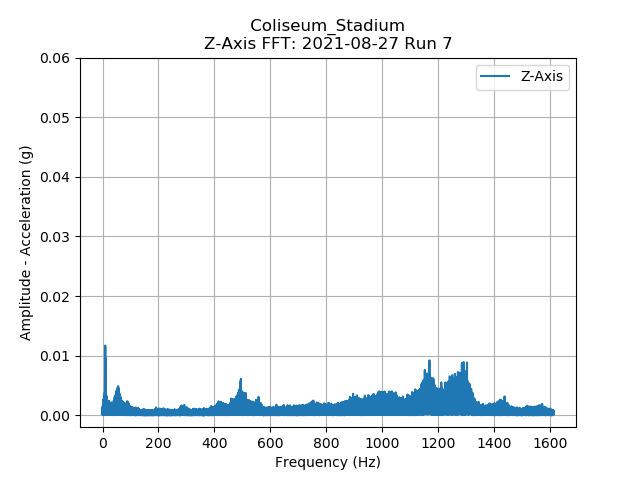 Coliseum_Stadium
Z-Axis FFT: 2021-08-27 Run 7
Z-Axis
0.06
0.05
0.04
0.03
0.02
0.01
0.00
Amplitude - Acceleration (g)
0 200 400 600 800 1000 1200 1400 1600
Frequency (Hz)